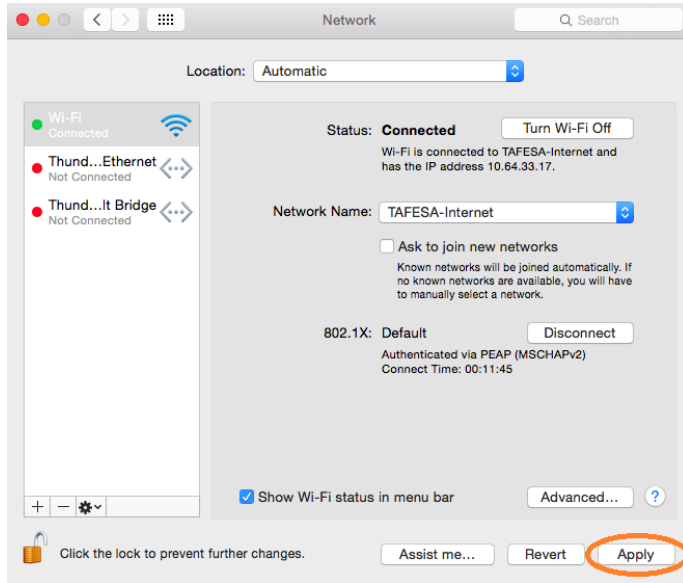 Network
Search
Location: Automatic
Wi-Fi
Connected
Thund...Ethernet
Not Connected
Thund...lt Bridge
Not Connected
Status: Connected Turn Wi-Fi Off
Wi-Fi is connected to TAFESA-Internet and
has the IP address 10.64.33.17.
Network Name: TAFESA-Internet
Ask to join new networks
Known networks will be joined automatically. If
no known networks are available, you will have
to manually select a network.
802.1X: Default Disconnect
Authenticated via PEAP (MSCHAPv2)
Connect Time: 00:11:45
Show Wi-Fi status in menu bar Advanced... ?
Click the lock to prevent further changes. Assist me... Revert Apply